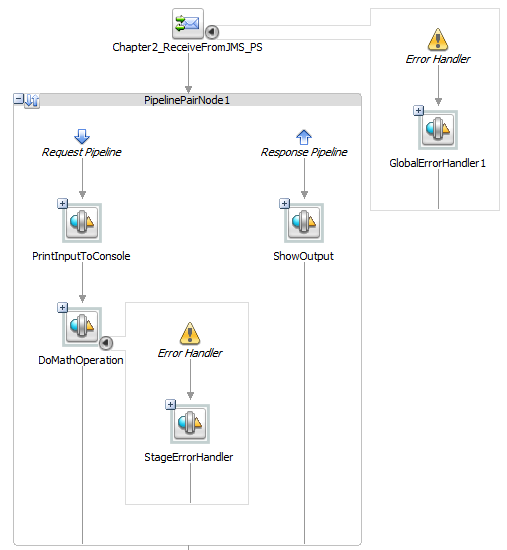 Chapter2_ReceiveFromJMS_PS
Error Handler
GlobalErrorHandler1
PipelinePairNode1
Request Pipeline
Response Pipeline
PrintInputToConsole
ShowOutput
DoMathOperation
Error Handler
StageErrorHandler